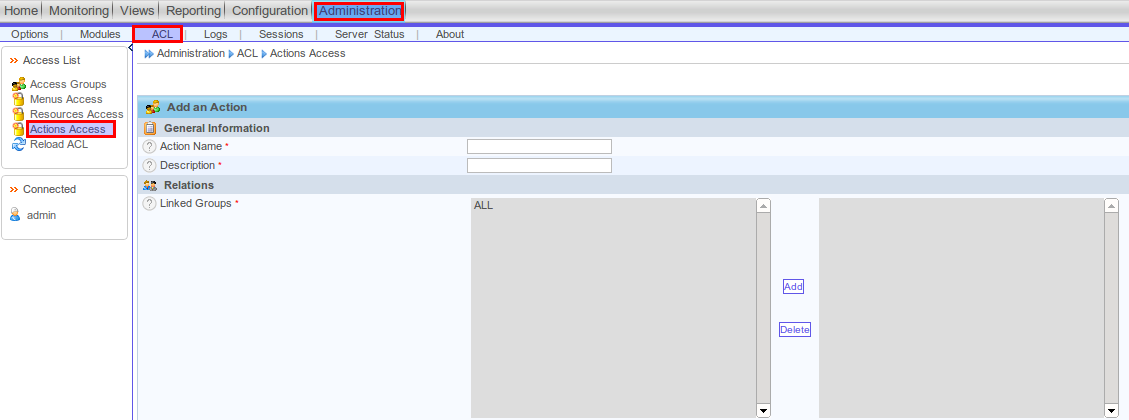 Home Monitoring Views Reporting Configuration Administration
Options | Modules | ACL | Logs | Sessions | Server Status | About
Access List
Access Groups
Menus Access
Resources Access
Actions Access
Reload ACL
Connected
admin
Administration ACL Actions Access
Add an Action
General Information
? Action Name *
? Description *
Relations
? Linked Groups *
ALL
Add
Delete